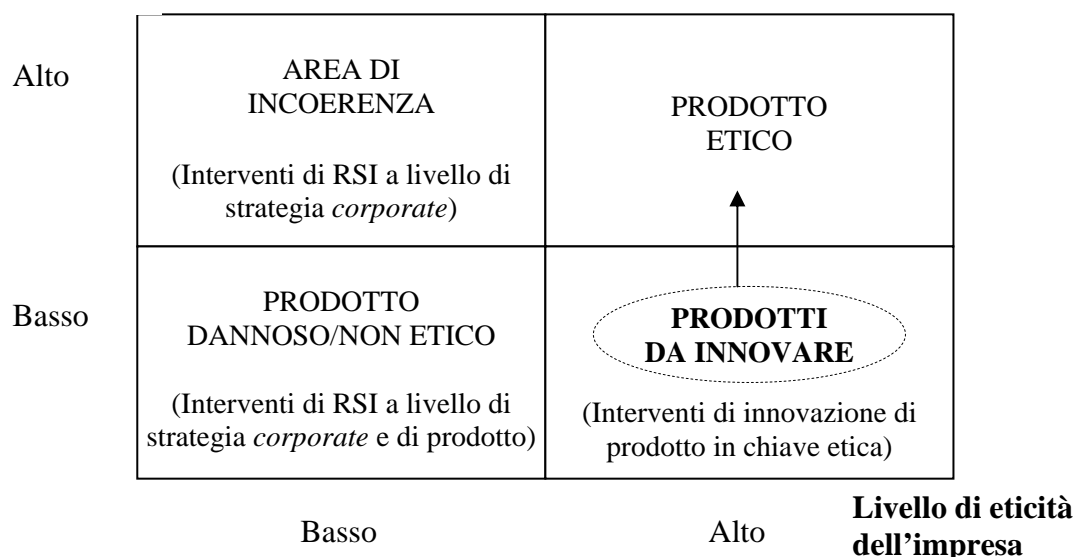 Alto
AREA DI
INCOERENZA
(Interventi di RSI a livello di
strategia corporate)
PRODOTTO
ETICO
Basso
PRODOTTO
DANNOSO/NON ETICO
(Interventi di RSI a livello di
strategia corporate e di prodotto)
PRODOTTI
DA INNOVARE
(Interventi di innovazione di
prodotto in chiave etica)
Basso
Alto
Livello di eticità
dell’impresa